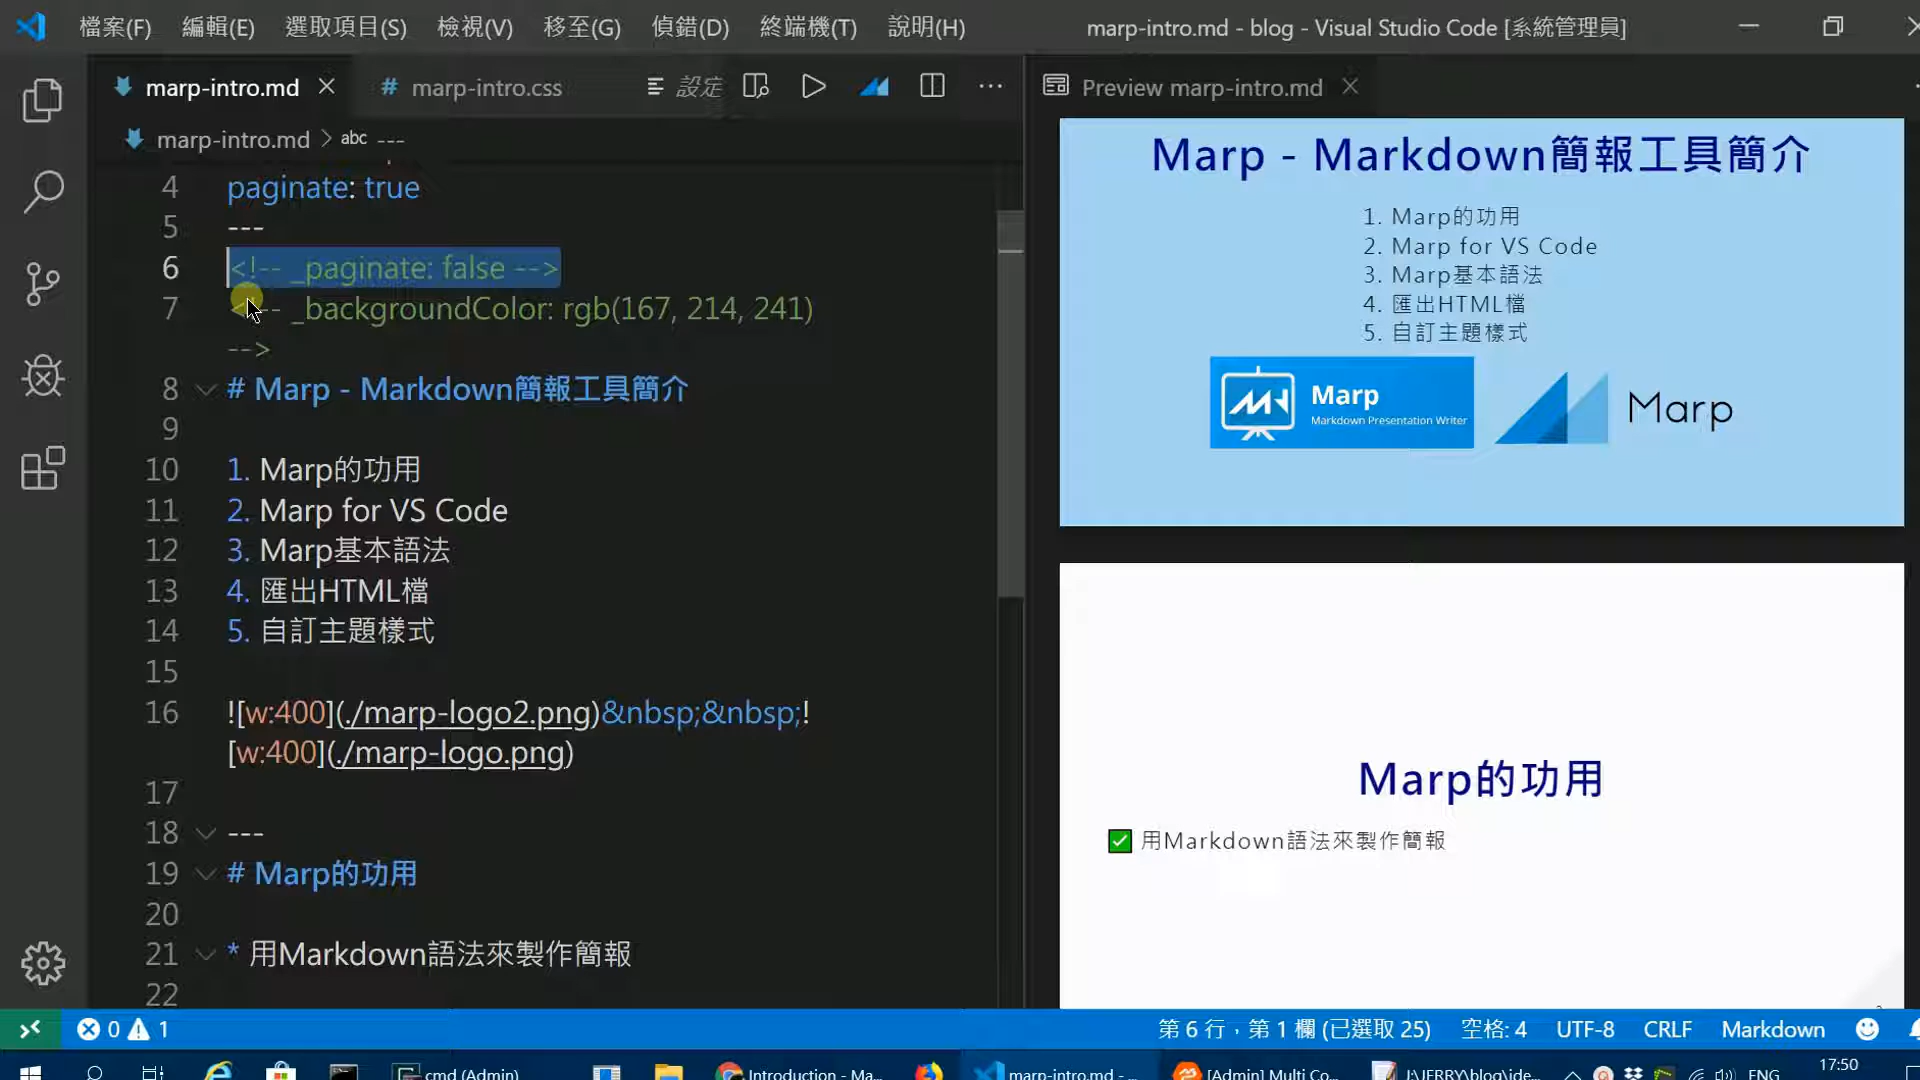 檔案(F) 編輯(E) 選取項目(S) 檢視(V) 移至(G) 偵錯(D) 終端機(T) 說明(H) marp-intro.md - blog - Visual Studio Code [系統管理員]
marp-intro.md # marp-intro.css 設定 ···
marp-intro.md > abc ---
4 paginate: true
5 ---
6 <!-- _paginate: false -->
7 <!-- _backgroundColor: rgb(167, 214, 241)
-->
8 # Marp - Markdown簡報工具簡介
9
10 1. Marp的功用
11 2. Marp for VS Code
12 3. Marp基本語法
13 4. 匯出HTML檔
14 5. 自訂主題樣式
15
16 ![w:400](./marp-logo2.png)&nbsp;&nbsp;!
[w:400](./marp-logo.png)
17
18 ---
19 # Marp的功用
20
21 * 用Markdown語法來製作簡報
22
Preview marp-intro.md
Marp - Markdown簡報工具簡介
1. Marp的功用
2. Marp for VS Code
3. Marp基本語法
4. 匯出HTML檔
5. 自訂主題樣式
Marp
Markdown Presentation Writer
Marp
Marp的功用
用Markdown語法來製作簡報
0 1 第 6 行，第 1 欄 (已選取 25) 空格: 4 UTF-8 CRLF Markdown
cmd (Admin) Introduction - Ma... marp-intro.md - ... [Admin] Multi Co... J:\JERRY\blog\ide... ENG 17:50